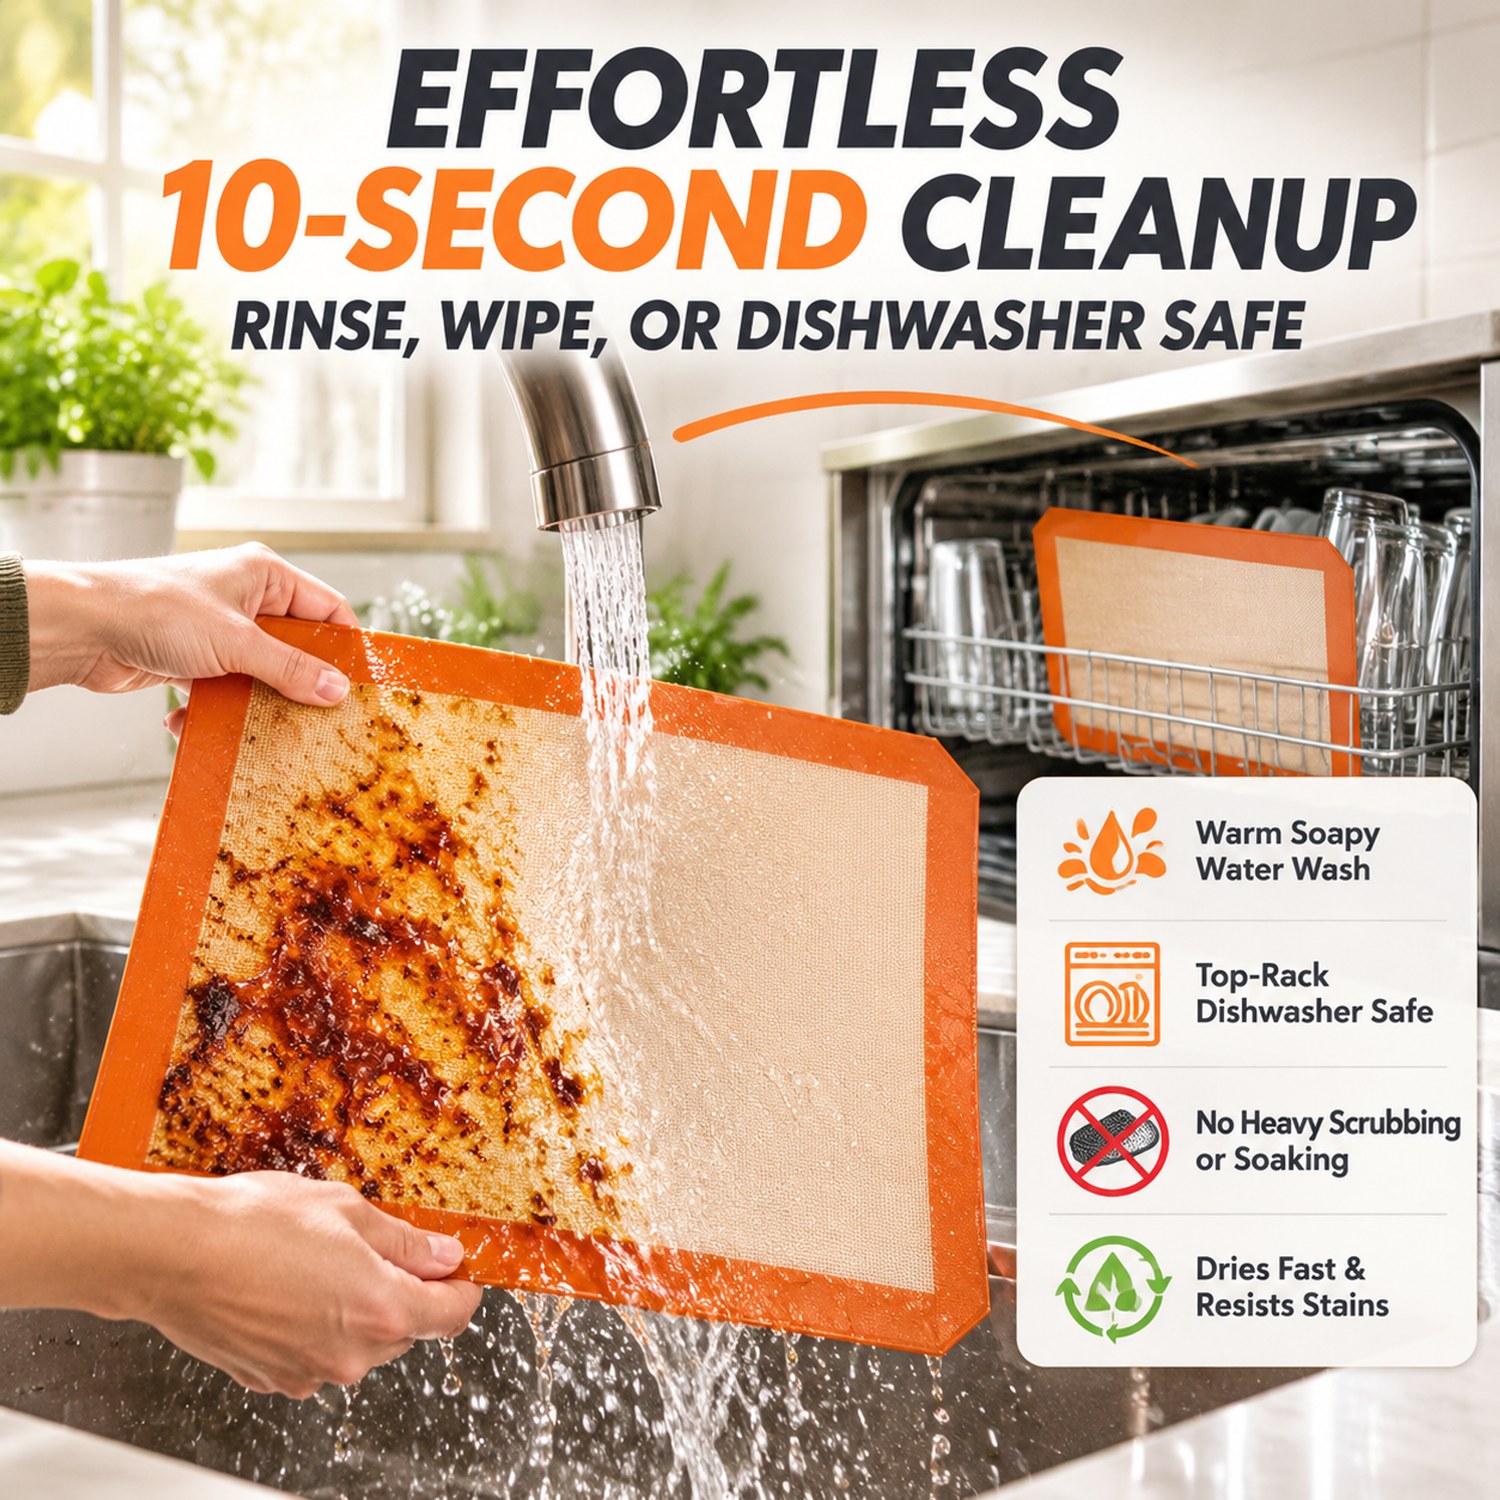 EFFORTLESS
10-SECOND CLEANUP
RINSE, WIPE, OR DISHWASHER SAFE
Warm Soapy
Water Wash
Top-Rack
Dishwasher Safe
No Heavy Scrubbing
or Soaking
Dries Fast &
Resists Stains